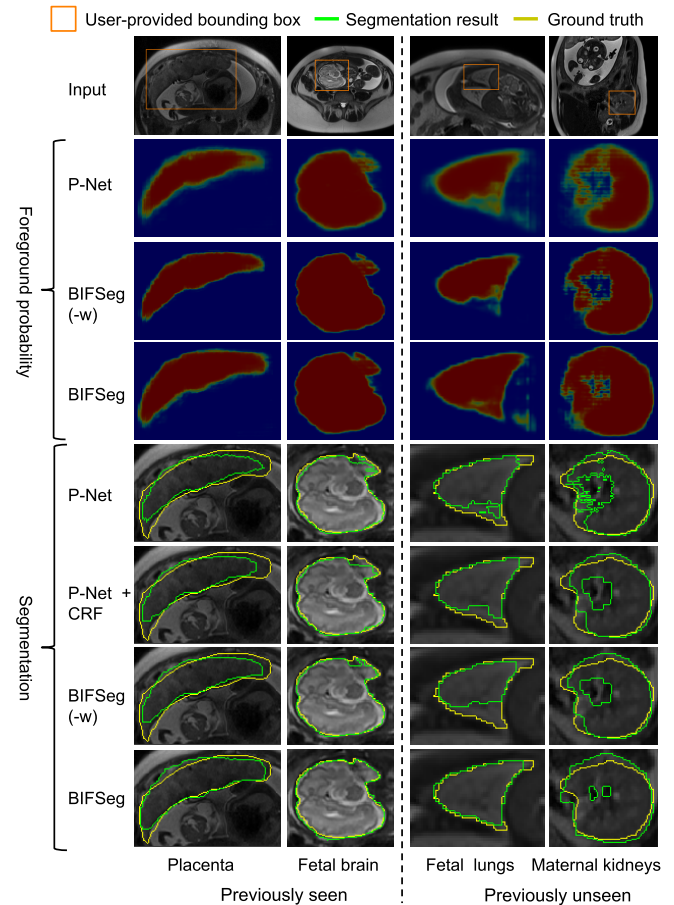 User-provided bounding box Segmentation result Ground truth
Input
Foreground probability
P-Net
BIFSeg
(-w)
BIFSeg
Segmentation
P-Net
P-Net +
CRF
BIFSeg
(-w)
BIFSeg
Placenta Fetal brain Fetal lungs Maternal kidneys
Previously seen Previously unseen